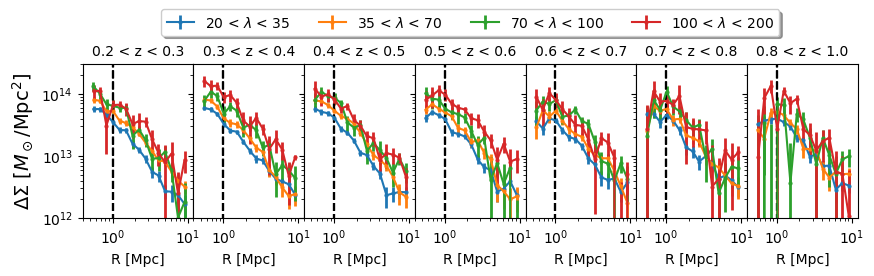 20 < λ < 35 35 < λ < 70 70 < λ < 100 100 < λ < 200
0.2 < z < 0.3 0.3 < z < 0.4 0.4 < z < 0.5 0.5 < z < 0.6 0.6 < z < 0.7 0.7 < z < 0.8 0.8 < z < 1.0
ΔΣ [M⊙/Mpc²]
10¹⁴
10¹³
10¹²
10⁰ 10¹ 10⁰ 10¹ 10⁰ 10¹ 10⁰ 10¹ 10⁰ 10¹ 10⁰ 10¹ 10⁰ 10¹
R [Mpc] R [Mpc] R [Mpc] R [Mpc] R [Mpc] R [Mpc] R [Mpc]